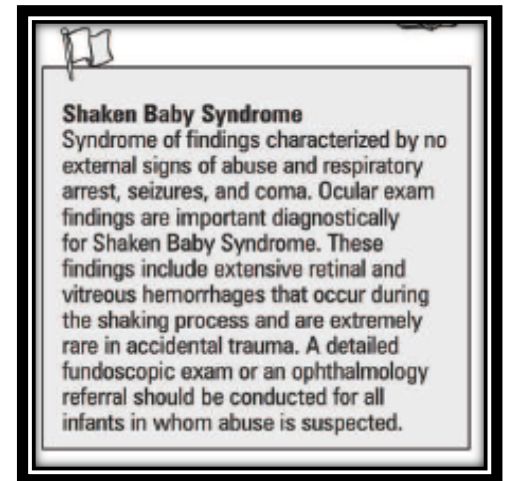 Shaken Baby Syndrome
Syndrome of findings characterized by no
external signs of abuse and respiratory
arrest, seizures, and coma. Ocular exam
findings are important diagnostically
for Shaken Baby Syndrome. These
findings include extensive retinal and
vitreous hemorrhages that occur during
the shaking process and are extremely
rare in accidental trauma. A detailed
fundoscopic exam or an ophthalmology
referral should be conducted for all
infants in whom abuse is suspected.